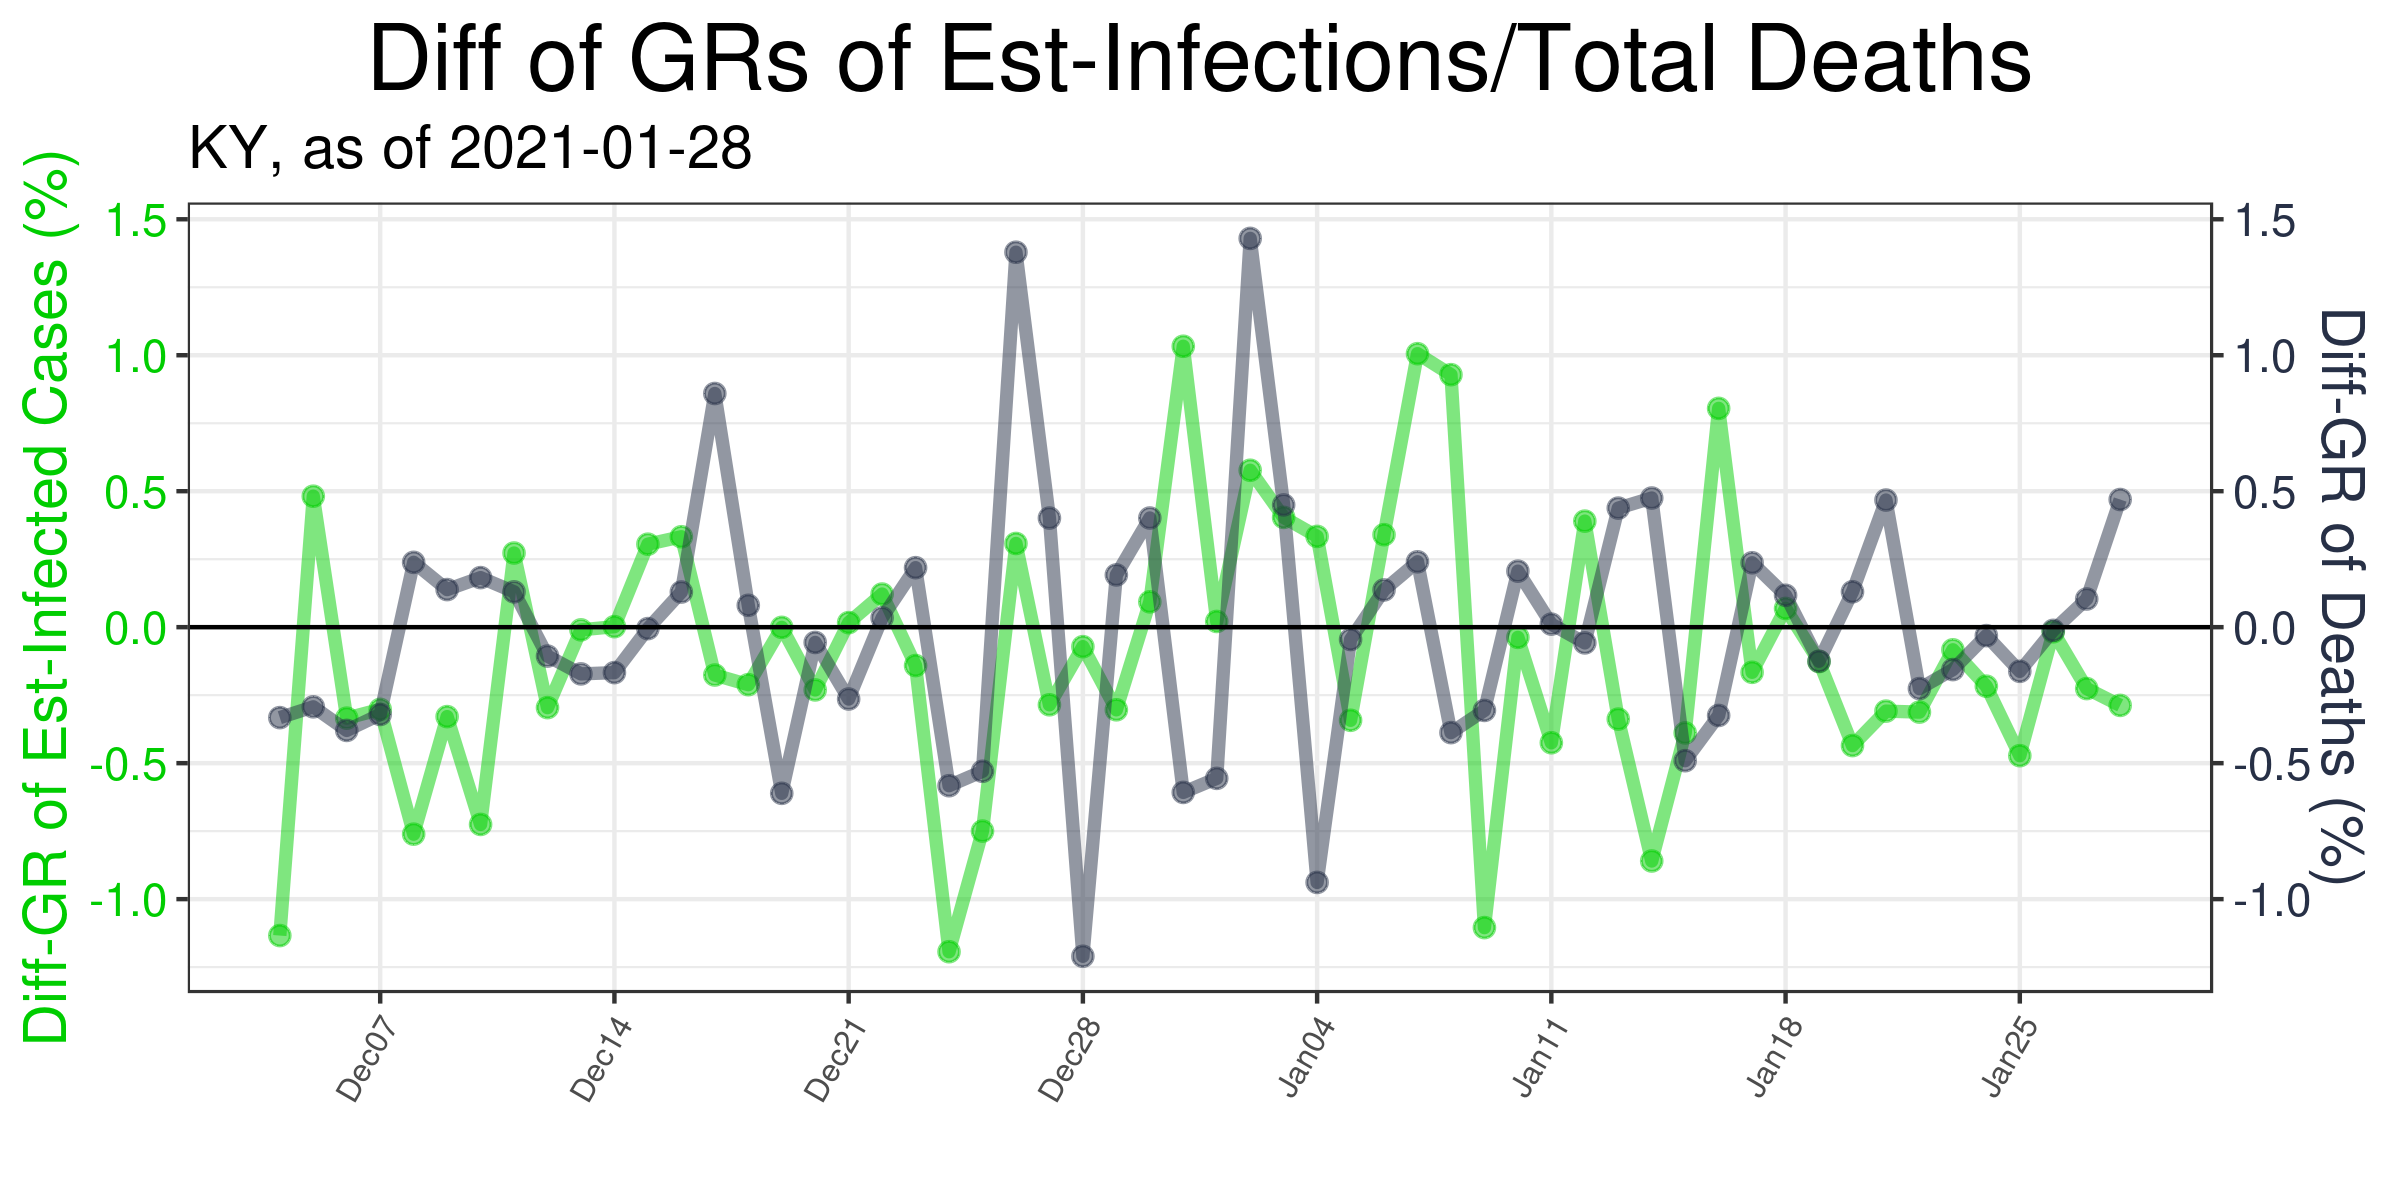 Diff of GRs of Est-Infections/Total Deaths
KY, as of 2021-01-28
Diff-GR of Est-Infected Cases (%)
1.5
1.0
0.5
0.0
-0.5
-1.0
1.5
1.0
0.5
0.0
-0.5
-1.0
Diff-GR of Deaths (%)
Dec07
Dec14
Dec21
Dec28
Jan04
Jan11
Jan18
Jan25